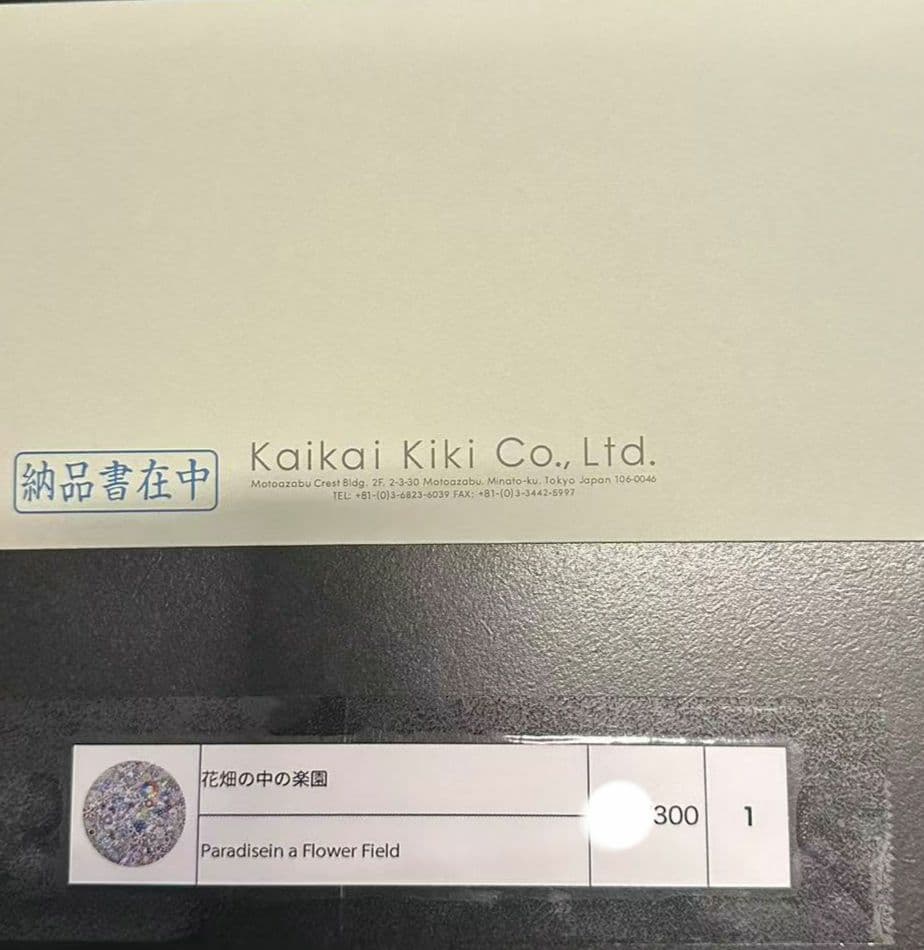 納品書在中
Kaikai Kiki Co., Ltd.
Motoazabu Crest Bldg. 2F, 2-3-30 Motoazabu, Minato-ku, Tokyo Japan 106-0046
TEL: +81-(0)3-6823-6039 FAX: +81-(0)3-3442-5997
花畑の中の楽園
Paradisein a Flower Field
300
1